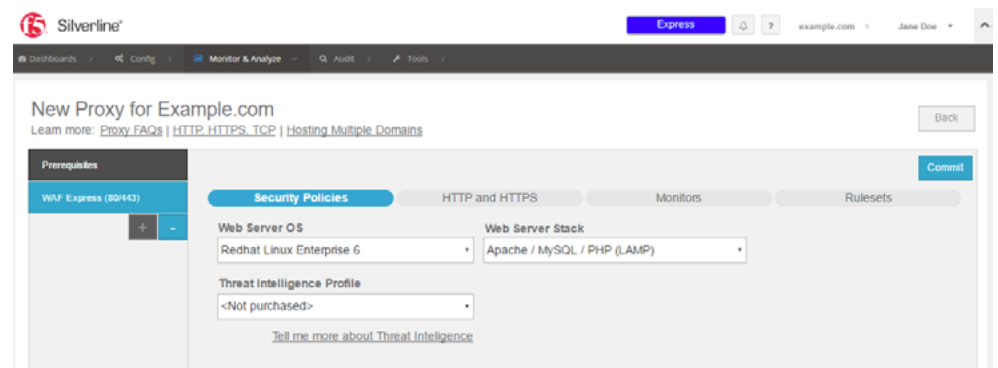 f5 Silverline® Express ? example.com Jane Doe
Dashboards Config Monitor & Analyze Audit Tools
New Proxy for Example.com Back
Learn more: Proxy FAQs | HTTP, HTTPS, TCP | Hosting Multiple Domains
Prerequisites Commit
WAF Express (80/443) Security Policies HTTP and HTTPS Monitors Rulesets
+ -
Web Server OS Web Server Stack
Redhat Linux Enterprise 6 Apache / MySQL / PHP (LAMP)
Threat Intelligence Profile
<Not purchased>
Tell me more about Threat Inteligence